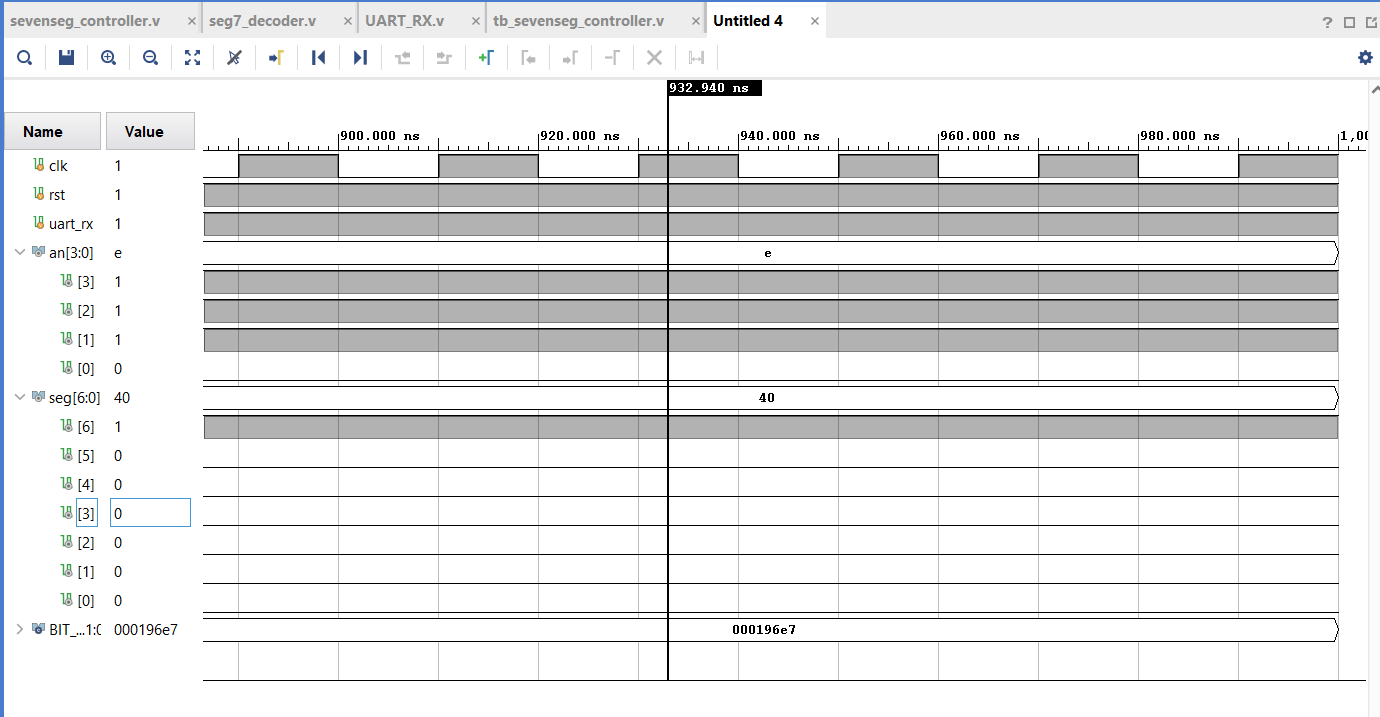 sevenseg_controller.v × seg7_decoder.v × UART_RX.v × tb_sevenseg_controller.v × Untitled 4 ×
?
932.940 ns
Name Value
900.000 ns 920.000 ns 940.000 ns 960.000 ns 980.000 ns 1,00
clk 1
rst 1
uart_rx 1
an[3:0] e e
[3] 1
[2] 1
[1] 1
[0] 0
seg[6:0] 40 40
[6] 1
[5] 0
[4] 0
[3] 0
[2] 0
[1] 0
[0] 0
BIT_...1:0 000196e7 000196e7